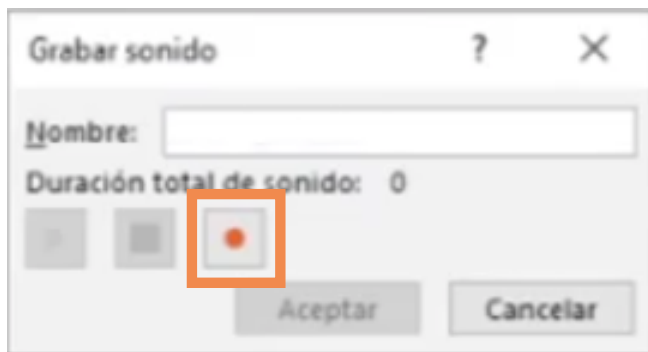 Grabar sonido ? ×
Nombre:
Duración total de sonido: 0
Aceptar Cancelar